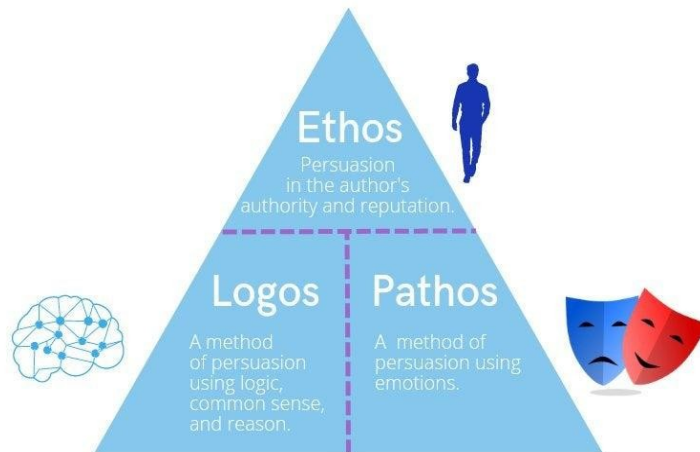 Ethos
Persuasion
in the author's
authority and reputation.
Logos
A method
of persuasion
using logic,
common sense,
and reason.
Pathos
A method of
persuasion using
emotions.